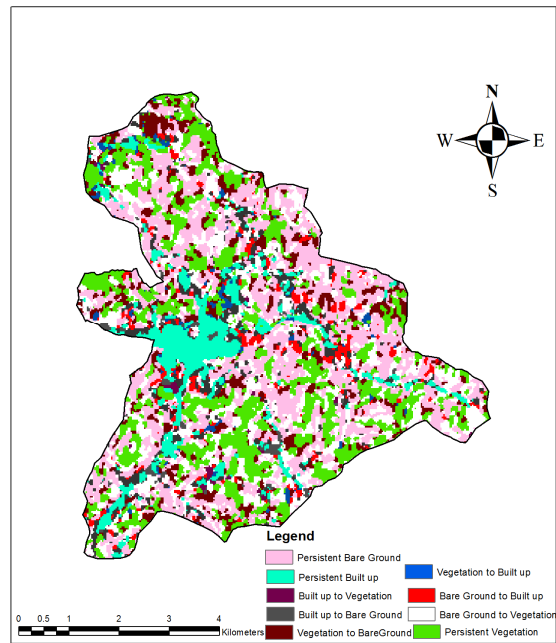 N
W E
S
Legend
Persistent Bare Ground
Persistent Built up Vegetation to Built up
Built up to Vegetation Bare Ground to Built up
Built up to Bare Ground Bare Ground to Vegetation
Vegetation to BareGround Persistent Vegetation
0 0.5 1 2 3 4
Kilometers